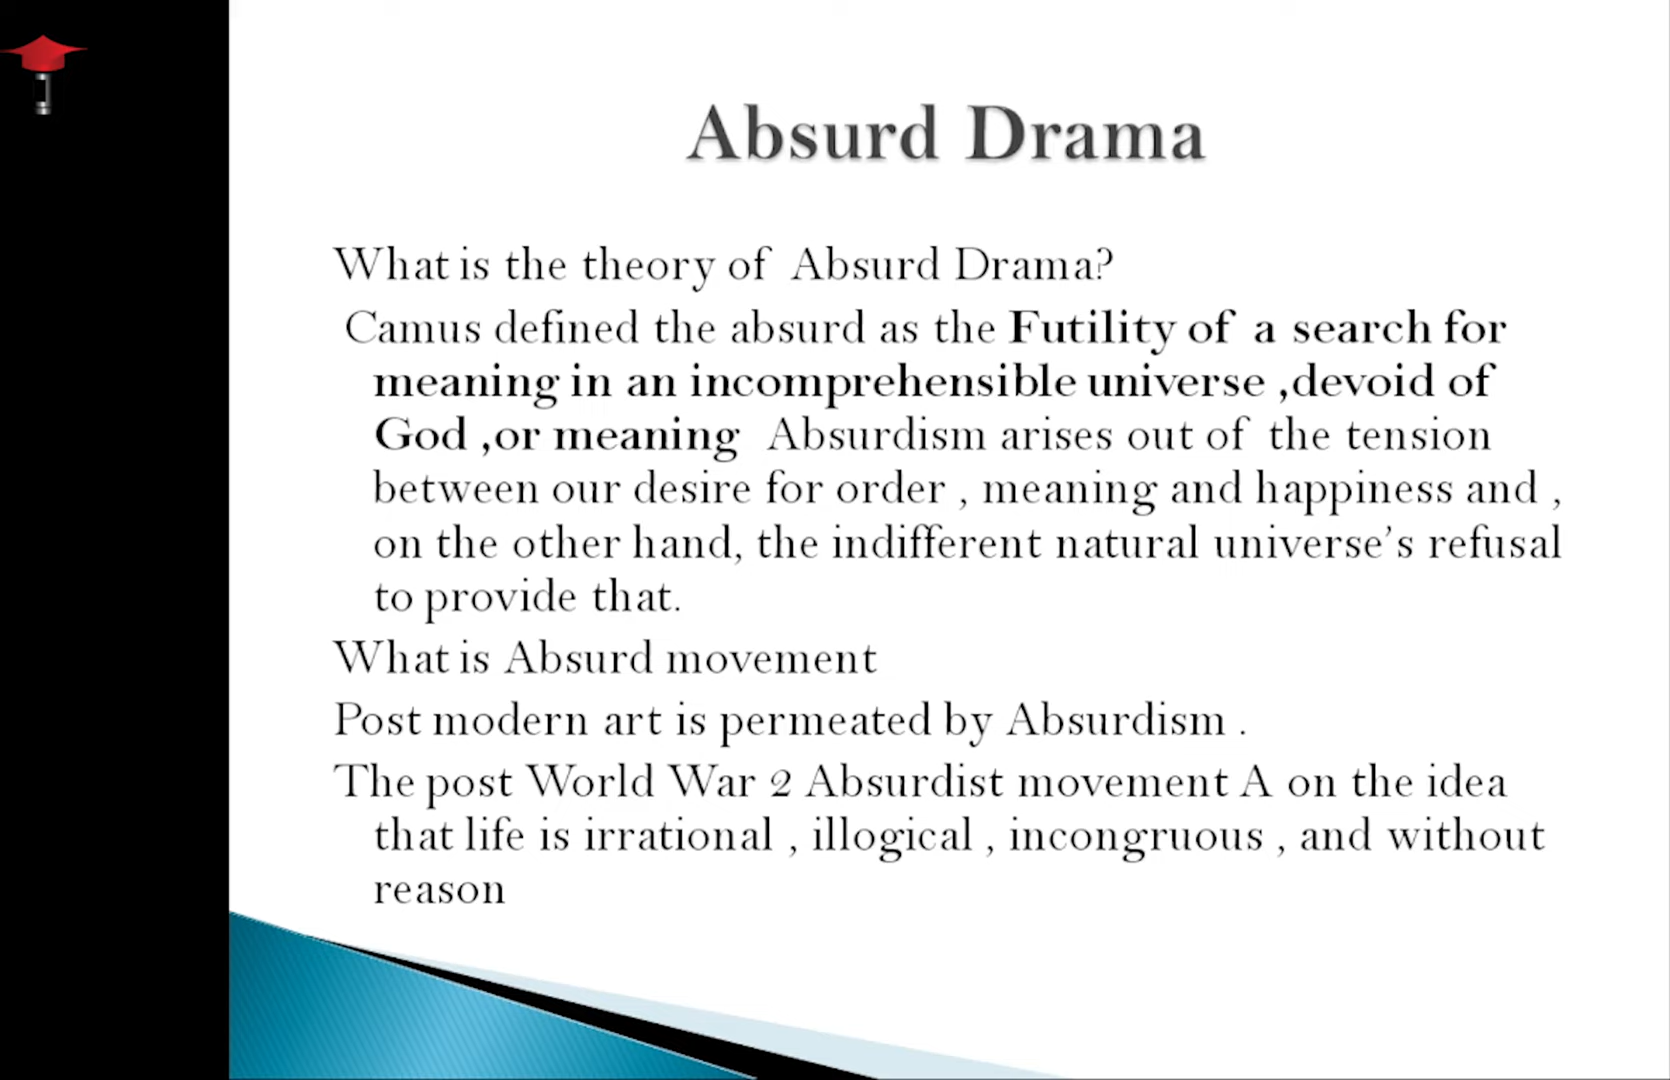 Absurd Drama
What is the theory of Absurd Drama?
Camus defined the absurd as the Futility of a search for
meaning in an incomprehensible universe ,devoid of
God ,or meaning Absurdism arises out of the tension
between our desire for order , meaning and happiness and ,
on the other hand, the indifferent natural universe’s refusal
to provide that.
What is Absurd movement
Post modern art is permeated by Absurdism .
The post World War 2 Absurdist movement A on the idea
that life is irrational , illogical , incongruous , and without
reason